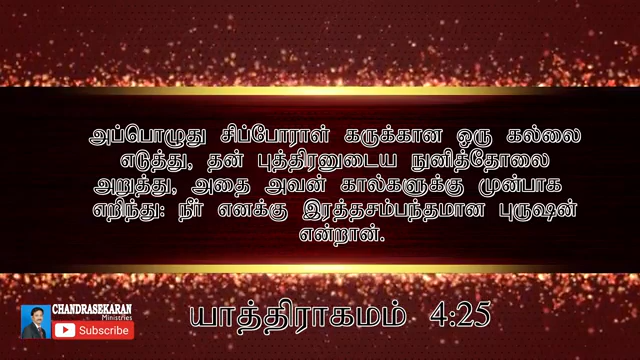 அப்பொழுது சிப்போராள் கருக்கான ஒரு கல்லை
எடுத்து, தன் புத்திரனுடைய நுனித்தோலை
அறுத்து, அதை அவன் கால்களுக்கு முன்பாக
எறிந்து: நீர் எனக்கு இரத்தசம்பந்தமான புருஷன்
என்றான்.
யாத்திராகமம் 4:25
CHANDRASEKARAN
Ministries
Subscribe